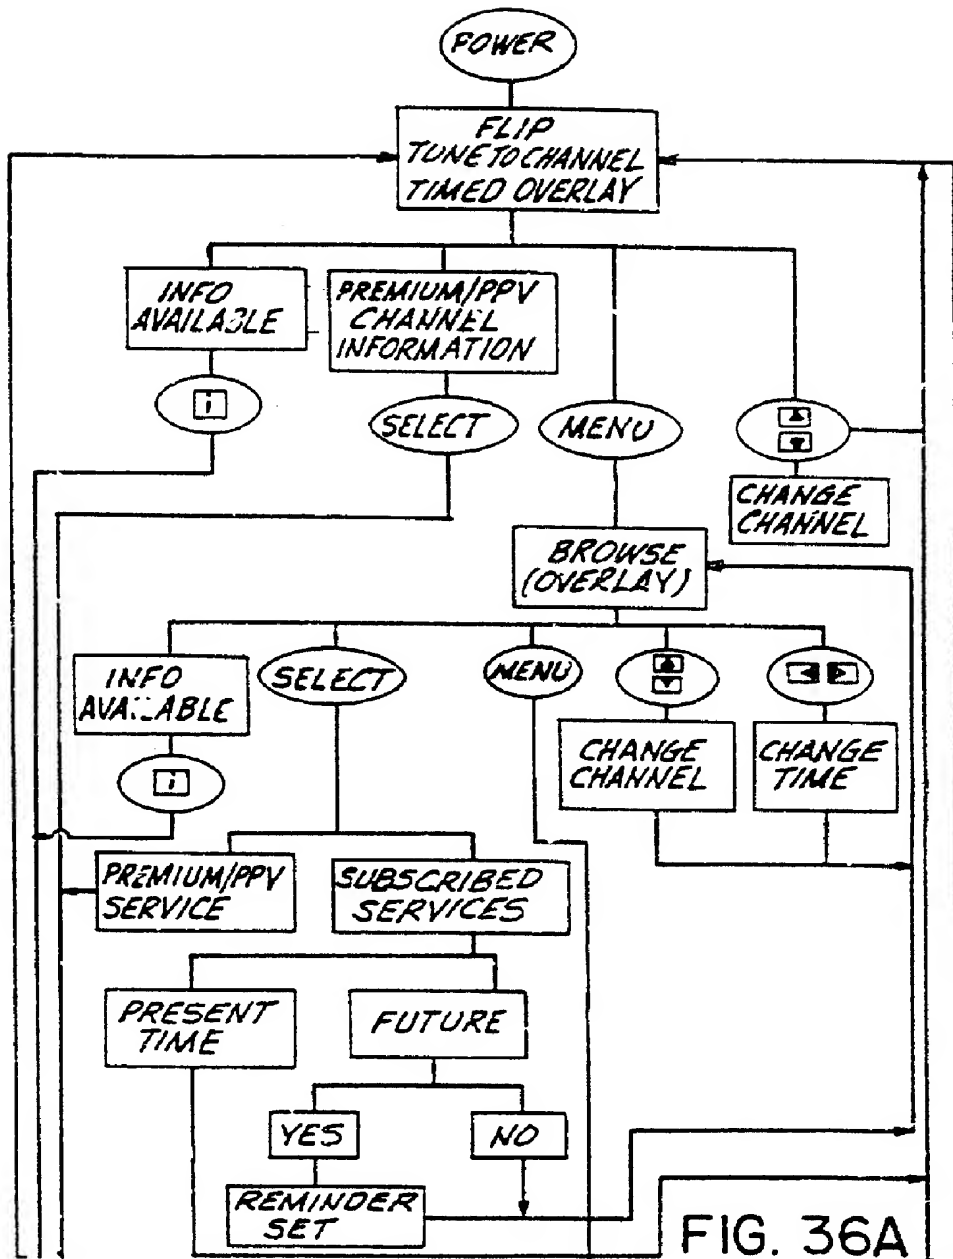 POWER
FLIP
TUNE TO CHANNEL
TIMED OVERLAY
INFO
AVAILABLE
PREMIUM/PPV
CHANNEL
INFORMATION
i
SELECT
MENU
CHANGE
CHANNEL
BROWSE
(OVERLAY)
INFO
AVAILABLE
SELECT
MENU
i
CHANGE
CHANNEL
CHANGE
TIME
PREMIUM/PPV
SERVICE
SUBSCRIBED
SERVICES
PRESENT
TIME
FUTURE
YES
NO
REMINDER
SET
FIG. 36A